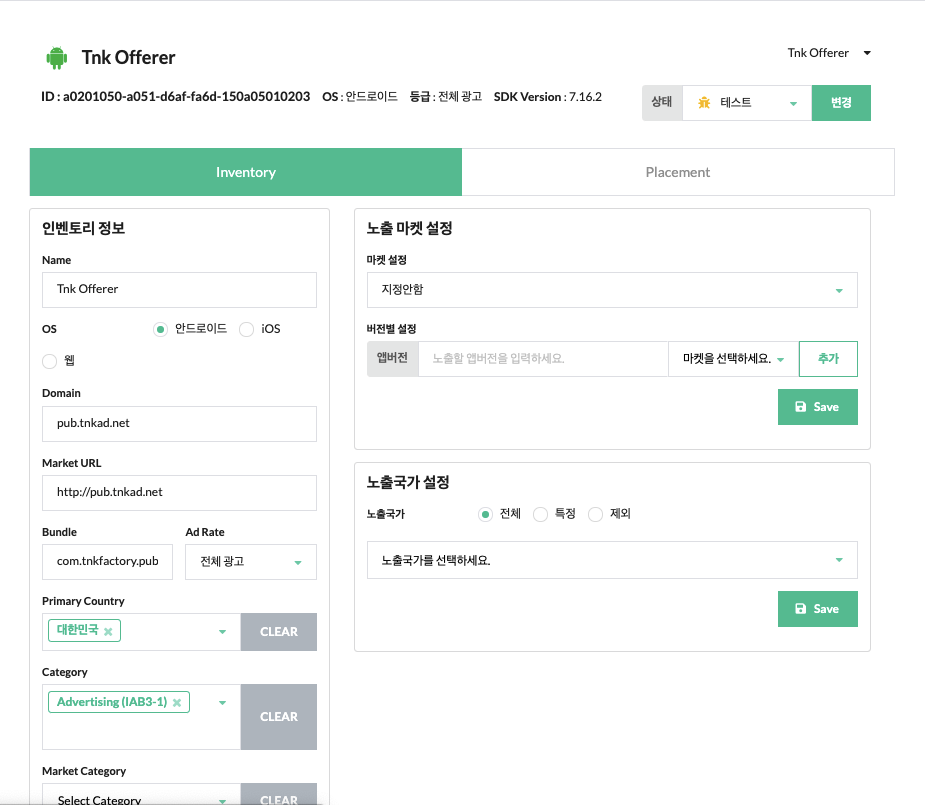 Tnk Offerer
Tnk Offerer
ID : a0201050-a051-d6af-fa6d-150a05010203 OS : 안드로이드 등급 : 전체 광고 SDK Version : 7.16.2
상태 테스트 변경
Inventory Placement
인벤토리 정보
Name
Tnk Offerer
OS 안드로이드 iOS
웹
Domain
pub.tnkad.net
Market URL
http://pub.tnkad.net
Bundle Ad Rate
com.tnkfactory.pub 전체 광고
Primary Country
대한민국 CLEAR
Category
Advertising (IAB3-1) CLEAR
Market Category
Select Category CLEAR
노출 마켓 설정
마켓 설정
지정안함
버전별 설정
앱버전 노출할 앱버전을 입력하세요. 마켓을 선택하세요. 추가
Save
노출국가 설정
노출국가 전체 특정 제외
노출국가를 선택하세요.
Save